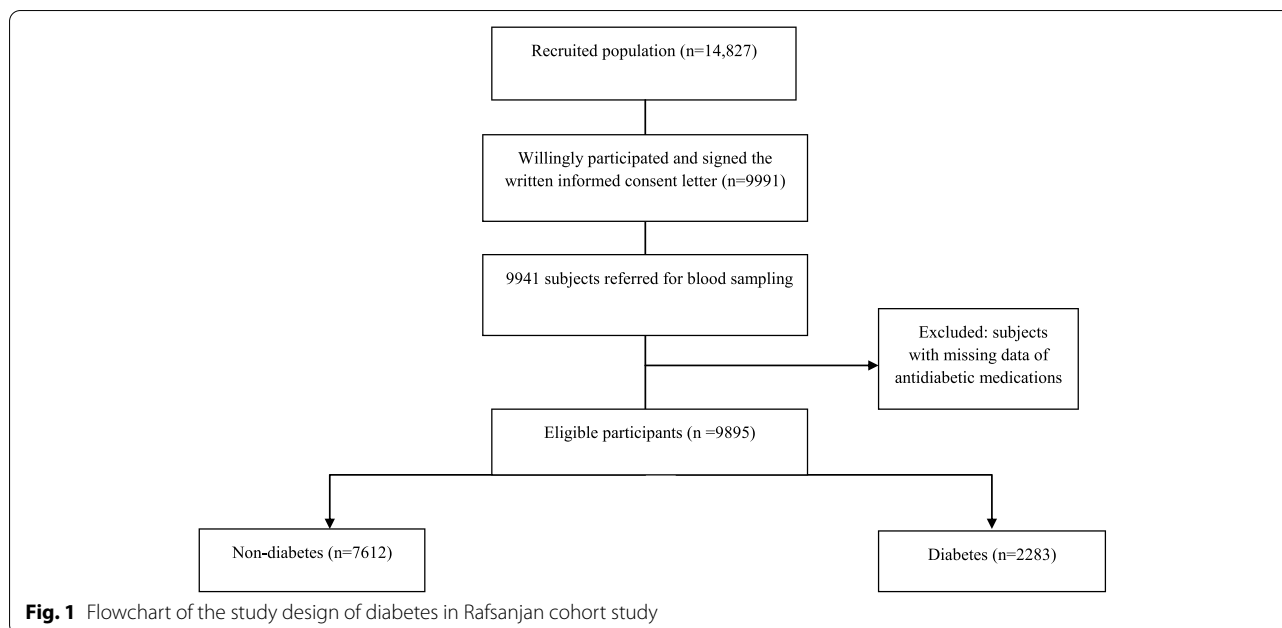 Recruited population (n=14,827)
Willingly participated and signed the
written informed consent letter (n=9991)
9941 subjects referred for blood sampling
Excluded: subjects
with missing data of
antidiabetic medications
Eligible participants (n =9895)
Non-diabetes (n=7612)
Diabetes (n=2283)
Fig. 1 Flowchart of the study design of diabetes in Rafsanjan cohort study